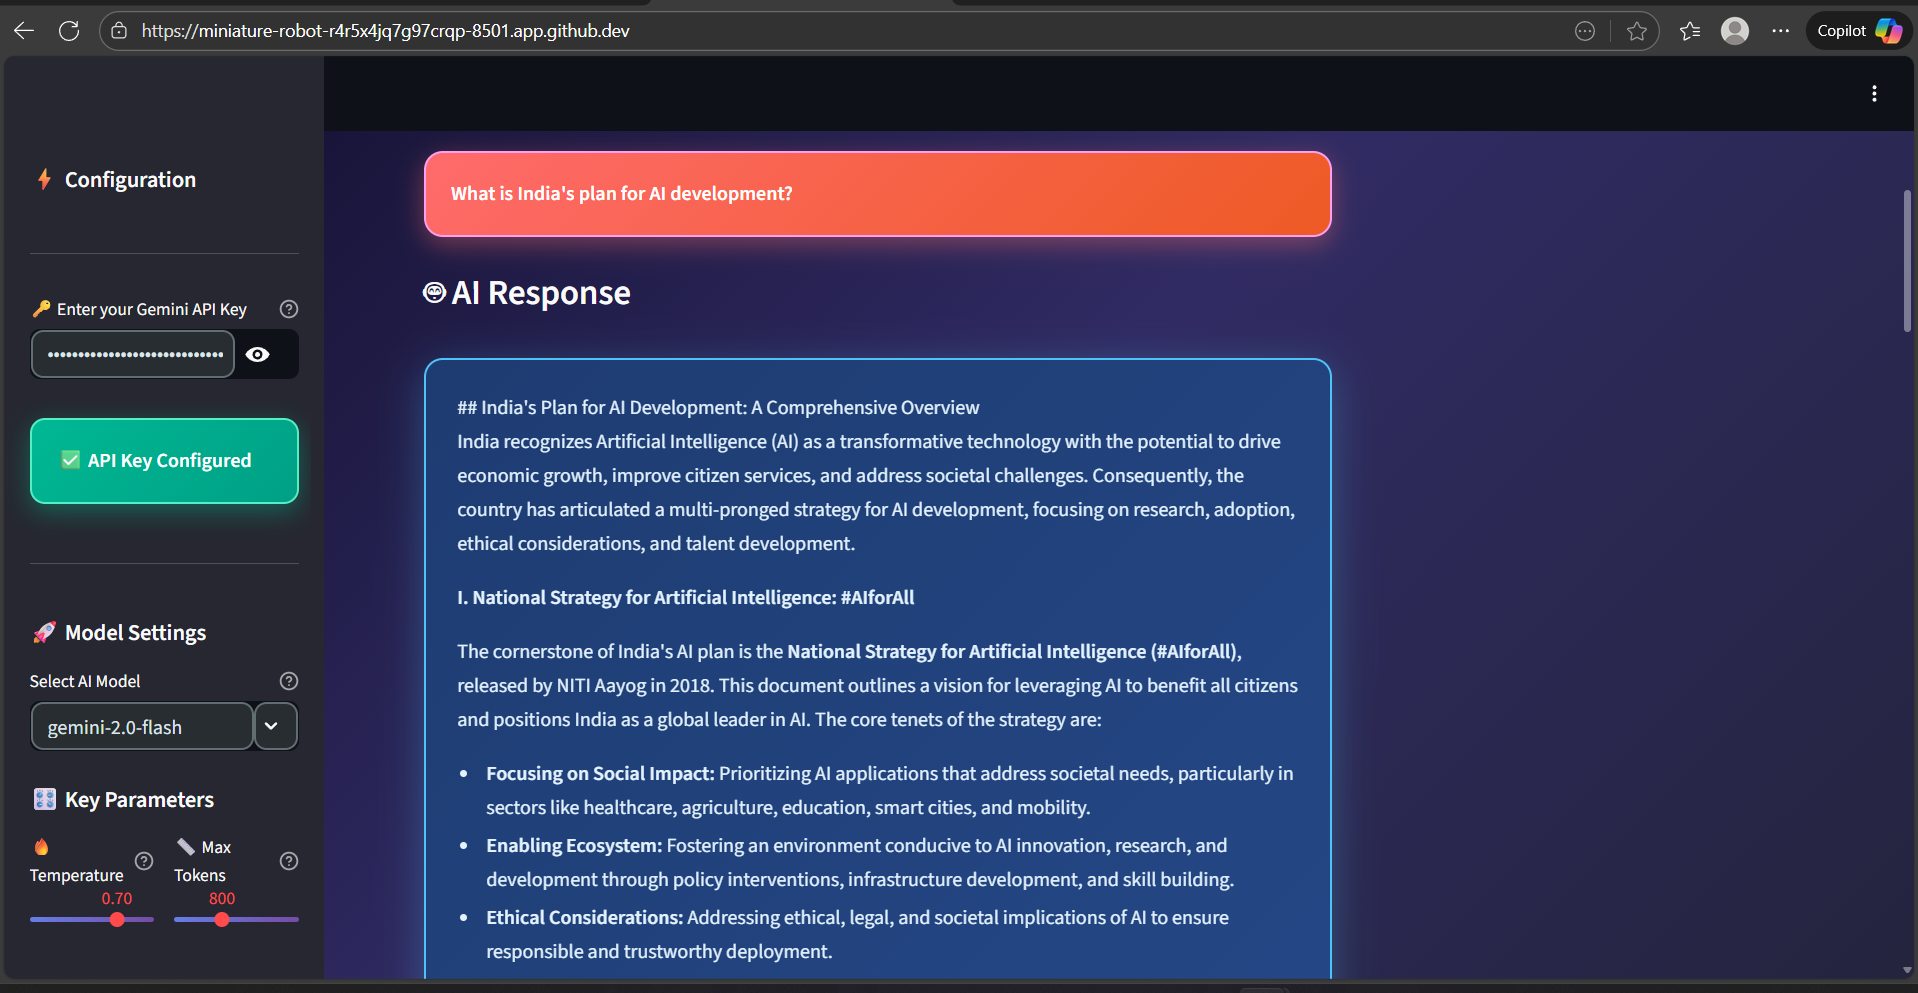 https://miniature-robot-r4r5x4jq7g97crqp-8501.app.github.dev
Copilot
Configuration
Enter your Gemini API Key
API Key Configured
Model Settings
Select AI Model
gemini-2.0-flash
Key Parameters
Temperature
0.70
Max
Tokens
800
What is India's plan for AI development?
AI Response
## India's Plan for AI Development: A Comprehensive Overview
India recognizes Artificial Intelligence (AI) as a transformative technology with the potential to drive
economic growth, improve citizen services, and address societal challenges. Consequently, the
country has articulated a multi-pronged strategy for AI development, focusing on research, adoption,
ethical considerations, and talent development.
I. National Strategy for Artificial Intelligence: #AIforAll
The cornerstone of India's AI plan is the National Strategy for Artificial Intelligence (#AIforAll),
released by NITI Aayog in 2018. This document outlines a vision for leveraging AI to benefit all citizens
and positions India as a global leader in AI. The core tenets of the strategy are:
• Focusing on Social Impact: Prioritizing AI applications that address societal needs, particularly in
sectors like healthcare, agriculture, education, smart cities, and mobility.
• Enabling Ecosystem: Fostering an environment conducive to AI innovation, research, and
development through policy interventions, infrastructure development, and skill building.
• Ethical Considerations: Addressing ethical, legal, and societal implications of AI to ensure
responsible and trustworthy deployment.